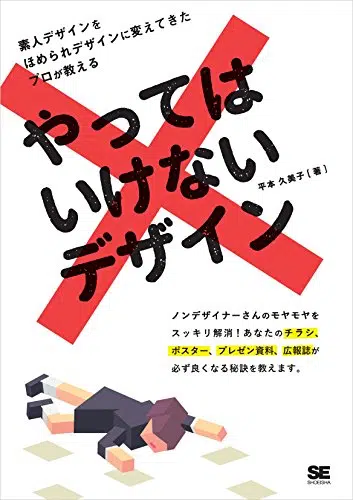 素人デザインを
ほめられデザインに変えてきた
プロが教える
やっては
いけない
デザイン
平本 久美子[著]
ノンデザイナーさんのモヤモヤを
スッキリ解消!あなたのチラシ、
ポスター、プレゼン資料、広報誌が
必ず良くなる秘訣を教えます。
SE
SHOEISHA